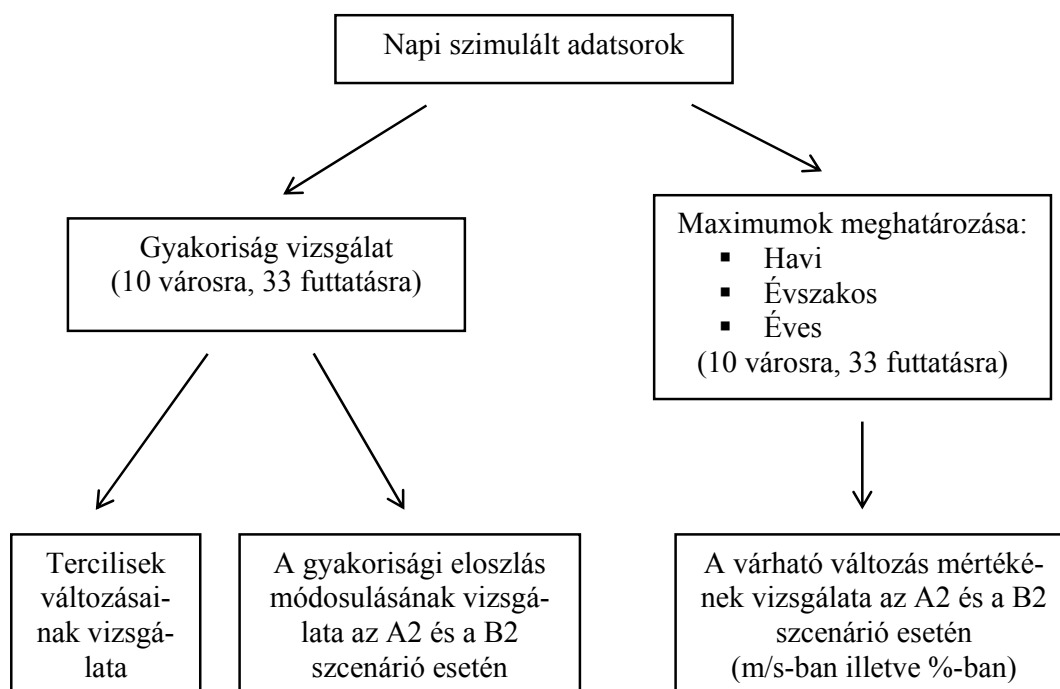 Napi szimulált adatsorok
Gyakoriság vizsgálat
(10 városra, 33 futtatásra)
Maximumok meghatározása:
▪ Havi
▪ Évszakos
▪ Éves
(10 városra, 33 futtatásra)
Tercilisek
változásai-
nak vizsgá-
lata
A gyakorisági eloszlás
módosulásának vizsgá-
lata az A2 és a B2
szcenárió esetén
A várható változás mértéké-
nek vizsgálata az A2 és a B2
szcenárió esetén
(m/s-ban illetve %-ban)